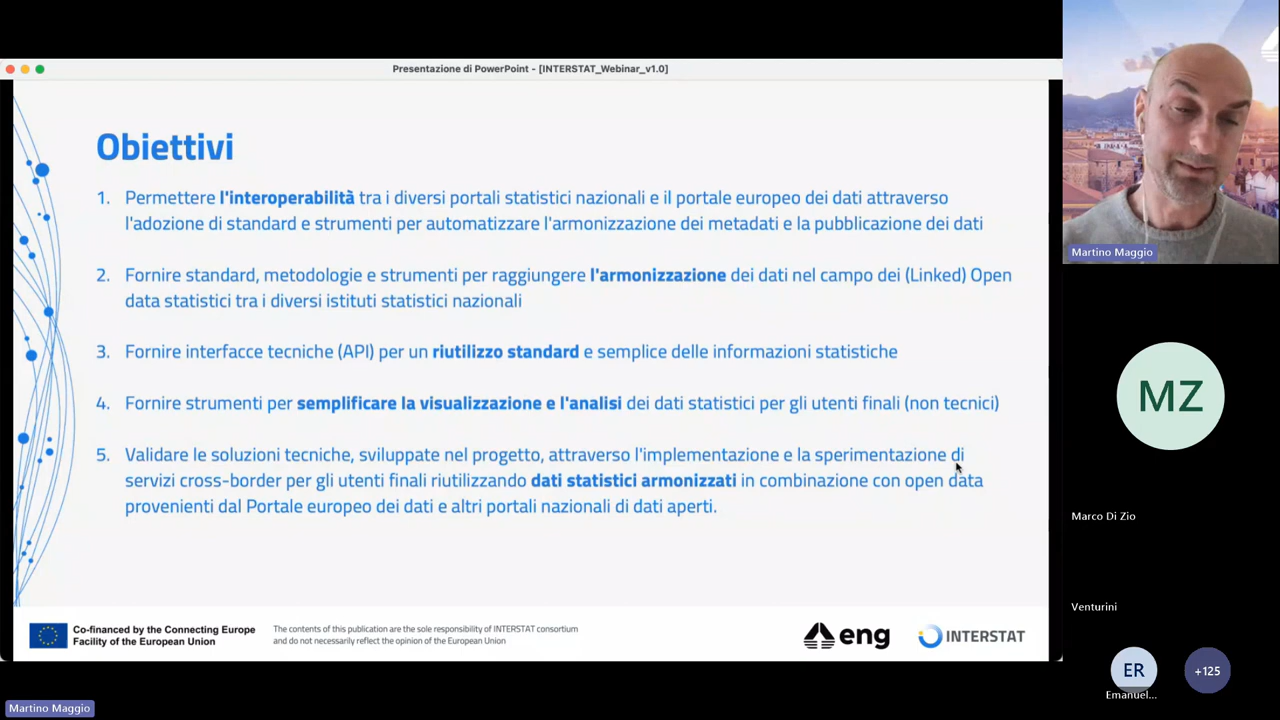 Presentazione di PowerPoint - [INTERSTAT_Webinar_v1.0]
Obiettivi
1. Permettere l'interoperabilità tra i diversi portali statistici nazionali e il portale europeo dei dati attraverso
l'adozione di standard e strumenti per automatizzare l'armonizzazione dei metadati e la pubblicazione dei dati
2. Fornire standard, metodologie e strumenti per raggiungere l'armonizzazione dei dati nel campo dei (Linked) Open
data statistici tra i diversi istituti statistici nazionali
3. Fornire interfacce tecniche (API) per un riutilizzo standard e semplice delle informazioni statistiche
4. Fornire strumenti per semplificare la visualizzazione e l'analisi dei dati statistici per gli utenti finali (non tecnici)
5. Validare le soluzioni tecniche, sviluppate nel progetto, attraverso l'implementazione e la sperimentazione di
servizi cross-border per gli utenti finali riutilizzando dati statistici armonizzati in combinazione con open data
provenienti dal Portale europeo dei dati e altri portali nazionali di dati aperti.
Co-financed by the Connecting Europe
Facility of the European Union
The contents of this publication are the sole responsibility of INTERSTAT consortium
and do not necessarily reflect the opinion of the European Union
eng
INTERSTAT
Martino Maggio
MZ
Marco Di Zio
Venturini
ER
Emanuel...
+125
Martino Maggio